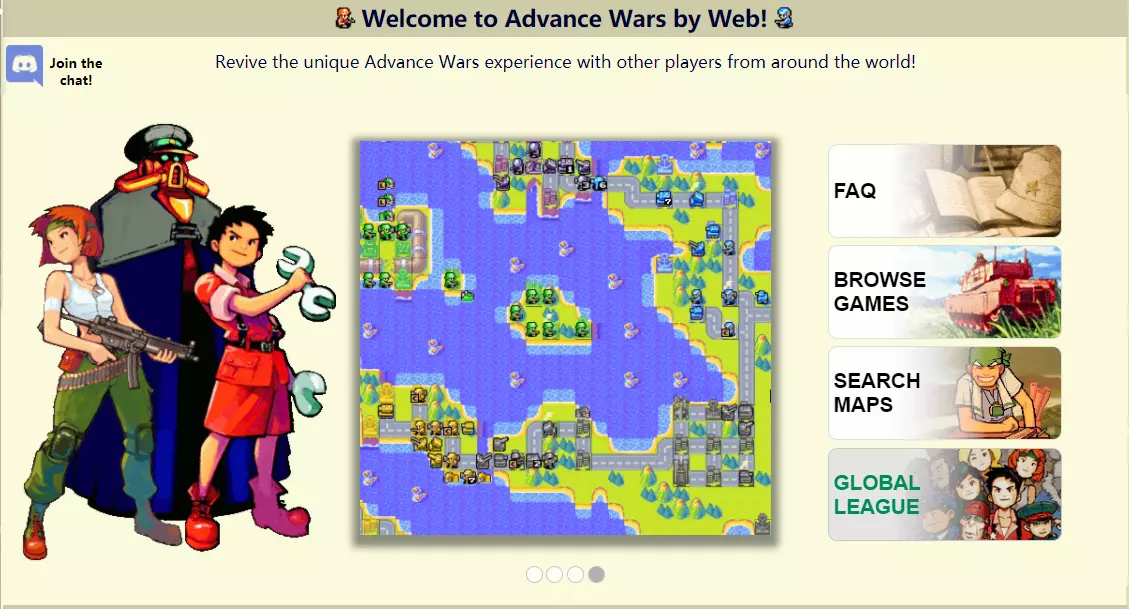 Welcome to Advance Wars by Web!
Join the
chat!
Revive the unique Advance Wars experience with other players from around the world!
FAQ
BROWSE
GAMES
SEARCH
MAPS
GLOBAL
LEAGUE